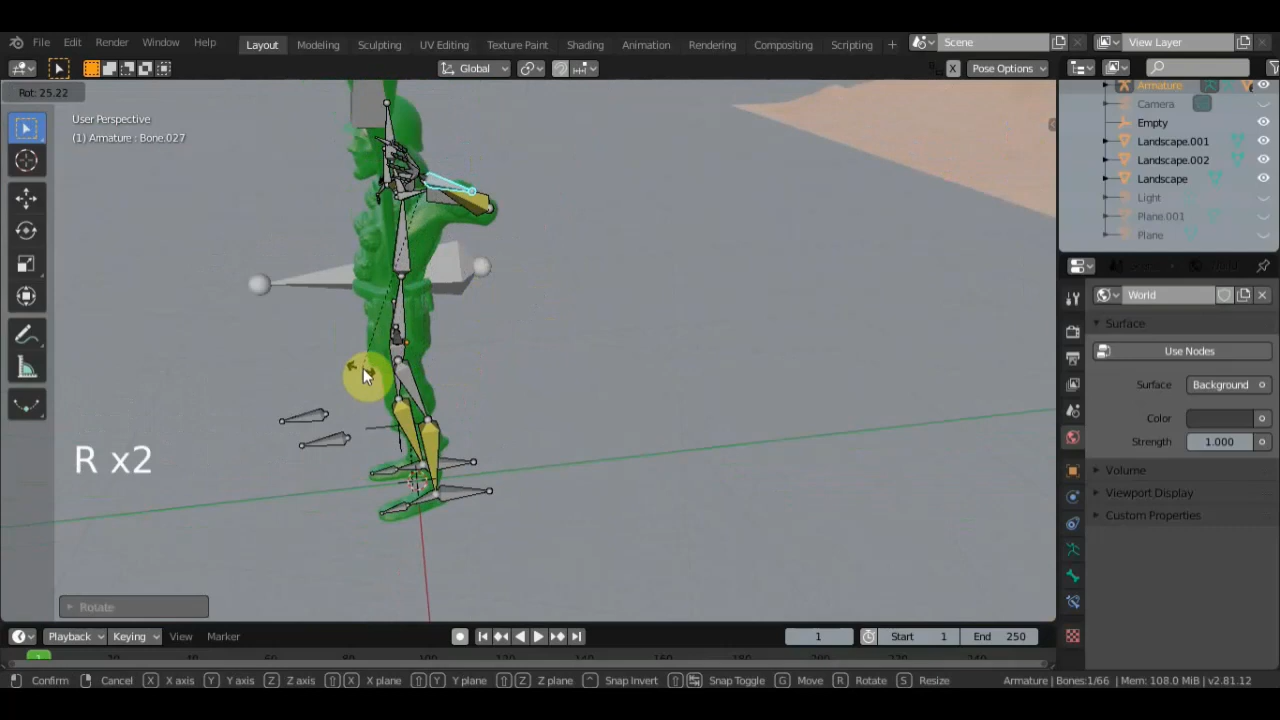 File Edit Render Window Help Layout Modeling Sculpting UV Editing Texture Paint Shading Animation Rendering Compositing Scripting + Scene View Layer
Global X Pose Options
Rot: 25.22
User Perspective
(1) Armature : Bone.027
Armature
Camera
Empty
Landscape.001
Landscape.002
Landscape
Light
Plane.001
Plane
World
Surface
Use Nodes
Surface Background
Color
Strength 1.000
Volume
Viewport Display
Custom Properties
R x2
Rotate
Playback Keying View Marker 1 Start 1 End 250
1
Confirm Cancel X X axis Y Y axis Z Z axis X X plane Y Y plane Z Z plane Snap Invert Snap Toggle G Move R Rotate S Resize Armature | Bones:1/66 | Mem: 108.0 MiB | v2.81.12